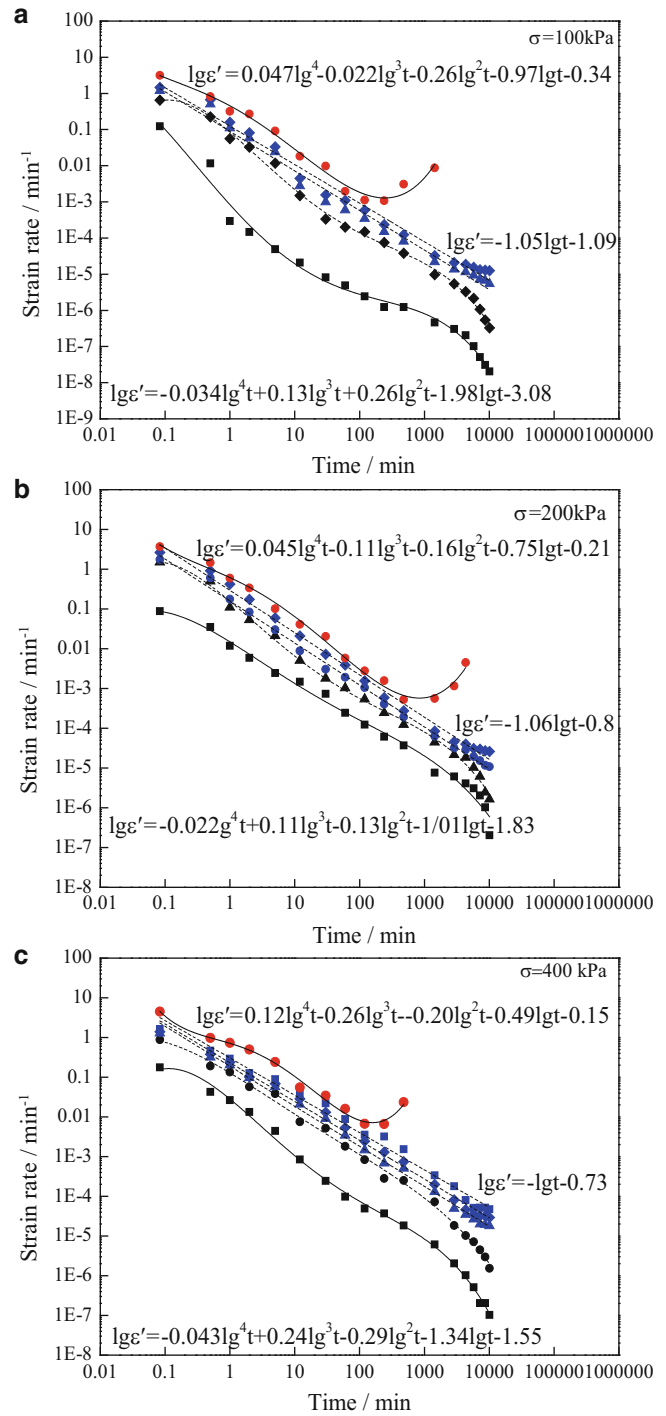 a
σ=100kPa
lgε′=0.047lg⁴-0.022lg³t-0.26lg²t-0.97lgt-0.34
lgε′=-1.05lgt-1.09
lgε′=-0.034lg⁴t+0.13lg³t+0.26lg²t-1.98lgt-3.08
100
10
1
0.1
0.01
1E-3
1E-4
1E-5
1E-6
1E-7
1E-8
1E-9
Strain rate / min⁻¹
0.01 0.1 1 10 100 1000 10000 1000001000000
Time / min
b
σ=200kPa
lgε′=0.045lg⁴t-0.11lg³t-0.16lg²t-0.75lgt-0.21
lgε′=-1.06lgt-0.8
lgε′=-0.022g⁴t+0.11lg³t-0.13lg²t-1/01lgt-1.83
100
10
1
0.1
0.01
1E-3
1E-4
1E-5
1E-6
1E-7
1E-8
Strain rate / min⁻¹
0.01 0.1 1 10 100 1000 10000 1000001000000
Time / min
c
σ=400 kPa
lgε′=0.12lg⁴t-0.26lg³t--0.20lg²t-0.49lgt-0.15
lgε′=-lgt-0.73
lgε′=-0.043lg⁴t+0.24lg³t-0.29lg²t-1.34lgt-1.55
100
10
1
0.1
0.01
1E-3
1E-4
1E-5
1E-6
1E-7
1E-8
Strain rate / min⁻¹
0.01 0.1 1 10 100 1000 10000 1000001000000
Time / min